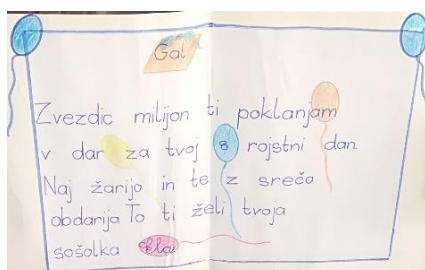 Gal
Zvezdic milijon ti poklanjam
v dar za tvoj 8 rojstni dan
Naj žarijo in te z srečo
obdarija To ti želi tvoja
sošolka